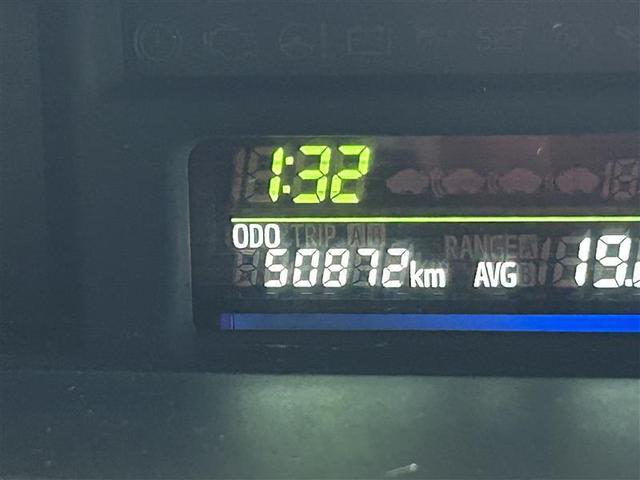 1:32
ODO TRIP A B
50872km RANGE AVG 19.